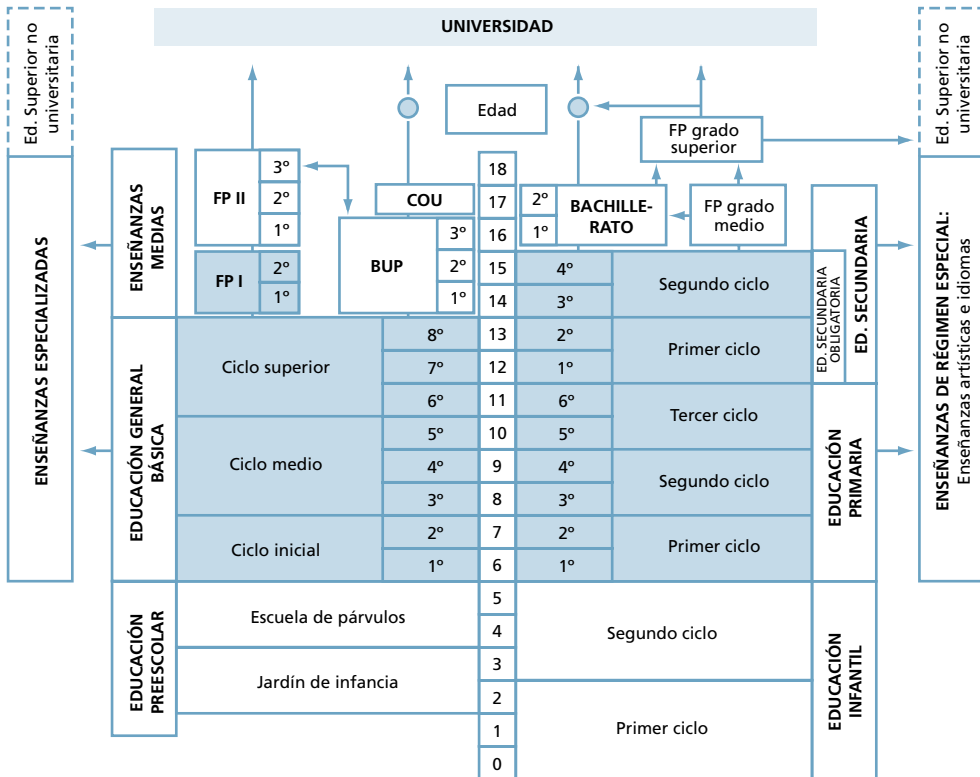 UNIVERSIDAD
Ed. Superior no
universitaria
ENSEÑANZAS ESPECIALIZADAS
ENSEÑANZAS
MEDIAS
FP II
3º
2º
1º
FP I
2º
1º
COU
BUP
3º
2º
1º
EDUCACIÓN GENERAL
BÁSICA
Ciclo superior
8º
7º
6º
Ciclo medio
5º
4º
3º
Ciclo inicial
2º
1º
EDUCACIÓN
PREESCOLAR
Escuela de párvulos
Jardín de infancia
Edad
18
17
16
15
14
13
12
11
10
9
8
7
6
5
4
3
2
1
0
FP grado
superior
2º
1º
BACHILLE-
RATO
FP grado
medio
4º
3º
Segundo ciclo
2º
1º
Primer ciclo
6º
5º
Tercer ciclo
4º
3º
Segundo ciclo
2º
1º
Primer ciclo
Segundo ciclo
Primer ciclo
ED. SECUNDARIA
OBLIGATORIA
ED. SECUNDARIA
EDUCACIÓN
PRIMARIA
EDUCACIÓN
INFANTIL
Ed. Superior no
universitaria
ENSEÑANZAS DE RÉGIMEN ESPECIAL:
Enseñanzas artísticas e idiomas